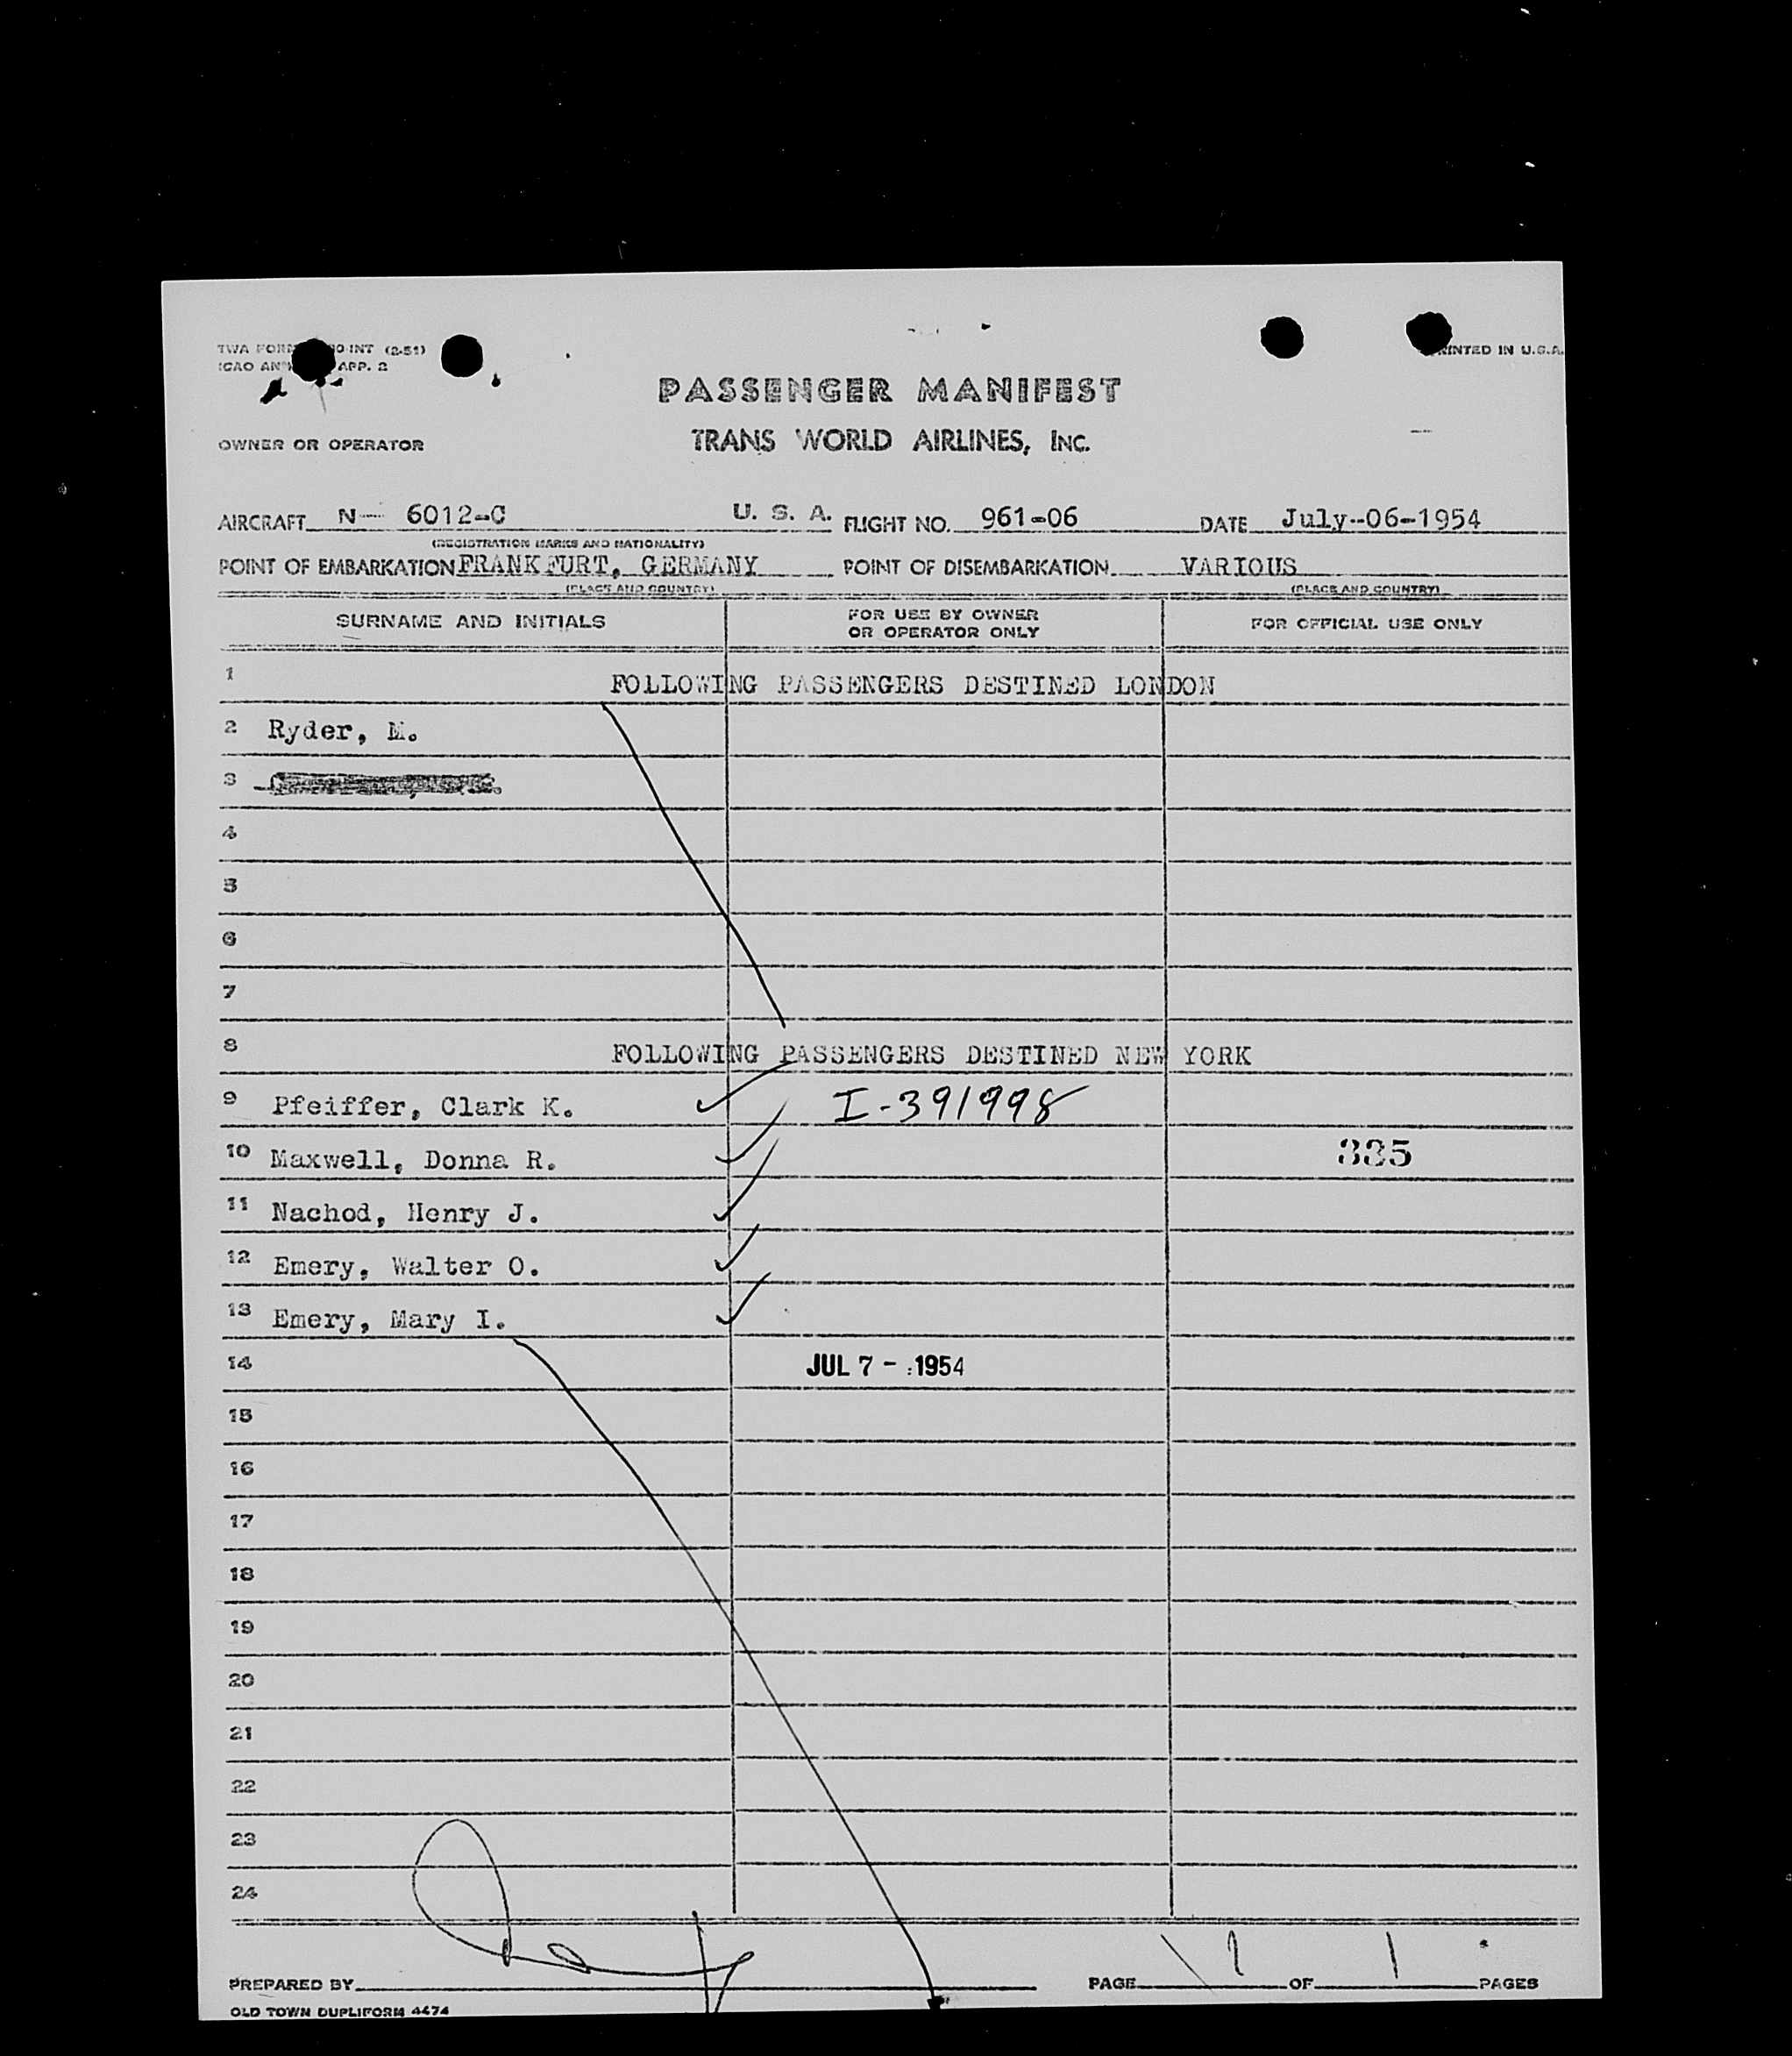 TWA FORM OINT (2-51)
ICAO AN APP. 2
PRINTED IN U.S.A.
PASSENGER MANIFEST
OWNER OR OPERATOR TRANS WORLD AIRLINES, INC.
AIRCRAFT N- 6012-C U. S. A. FLIGHT NO. 961-06 DATE July-06-1954
(REGISTRATION MARKS AND NATIONALITY)
POINT OF EMBARKATION FRANKFURT, GERMANY POINT OF DISEMBARKATION VARIOUS
(PLACE AND COUNTRY) (PLACE AND COUNTRY)
SURNAME AND INITIALS FOR USE BY OWNER OR OPERATOR ONLY FOR OFFICIAL USE ONLY
1 FOLLOWING PASSENGERS DESTINED LONDON
2 Ryder, M.
3
4
5
6
7
8 FOLLOWING PASSENGERS DESTINED NEW YORK
9 Pfeiffer, Clark K. I-391998
10 Maxwell, Donna R. 335
11 Nachod, Henry J.
12 Emery, Walter O.
13 Emery, Mary I.
14 JUL 7 - 1954
15
16
17
18
19
20
21
22
23
24
PREPARED BY PAGE 1 OF 1 PAGES
OLD TOWN DUPLIFORM 4474